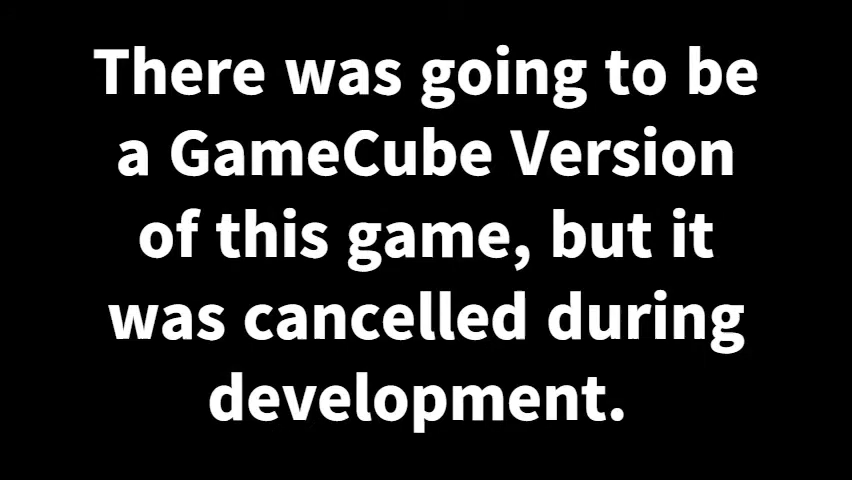 There was going to be
a GameCube Version
of this game, but it
was cancelled during
development.